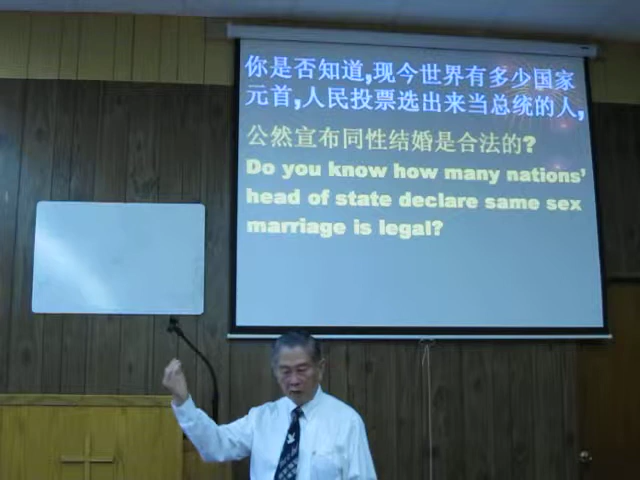 你是否知道,现今世界有多少国家
元首,人民投票选出来当总统的人,
公然宣布同性结婚是合法的?
Do you know how many nations'
head of state declare same sex
marriage is legal?